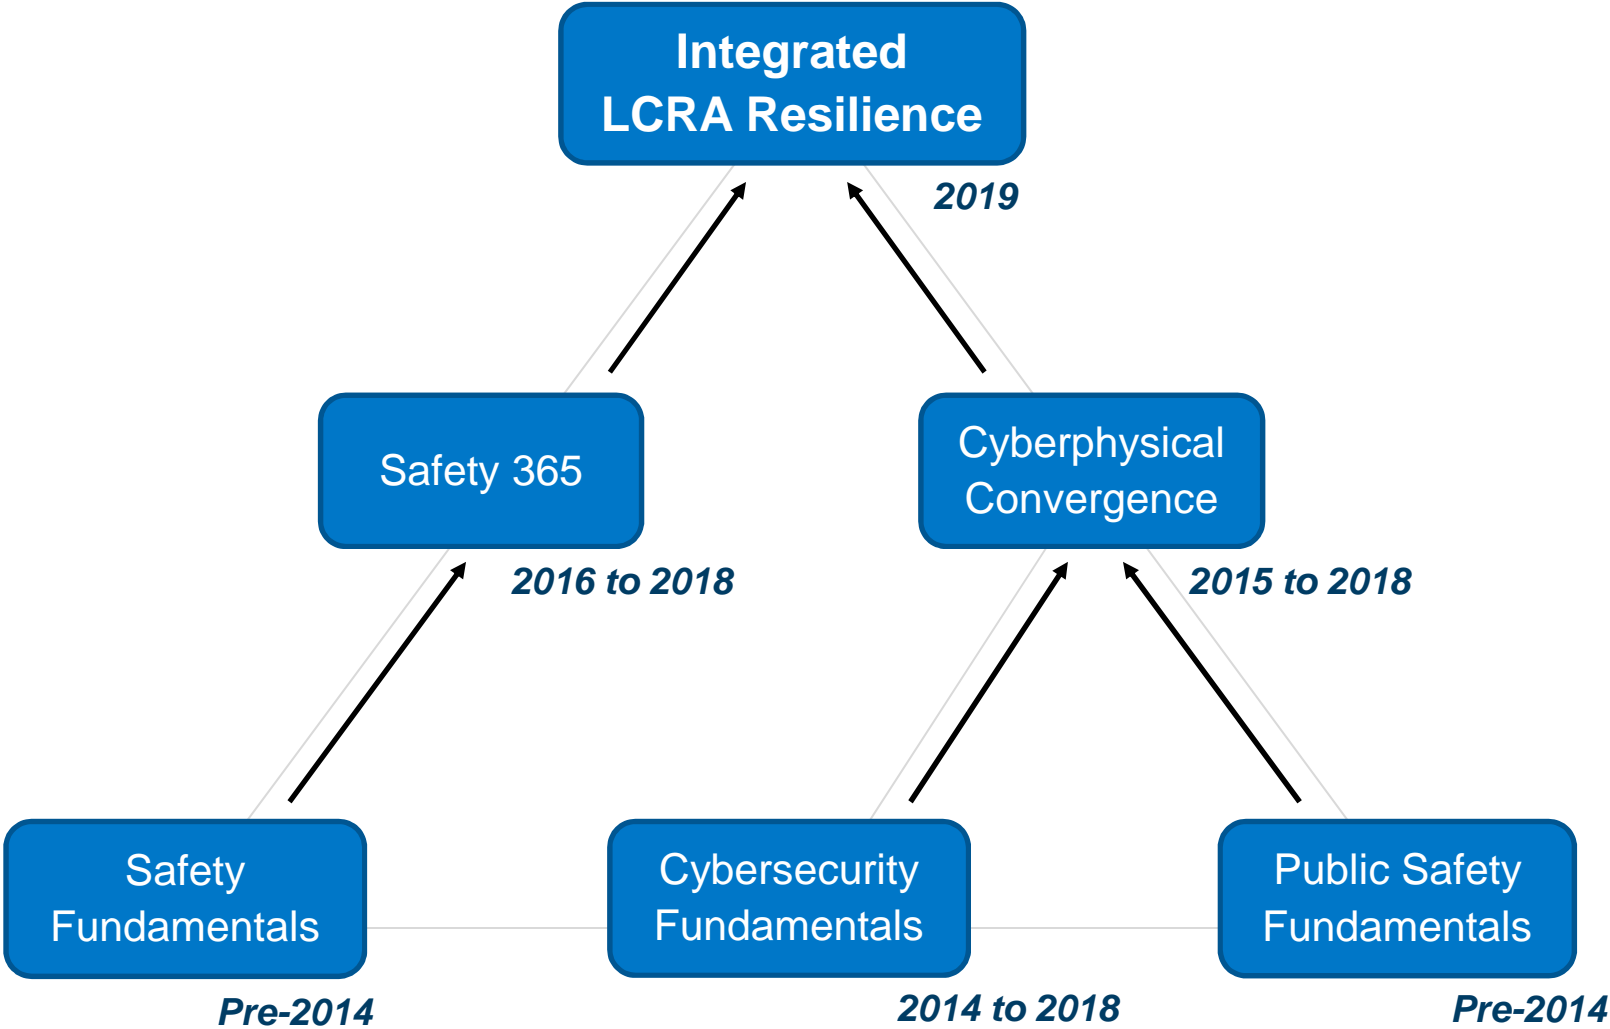 Integrated
LCRA Resilience
2019
Safety 365
2016 to 2018
Cyberphysical
Convergence
2015 to 2018
Safety
Fundamentals
Pre-2014
Cybersecurity
Fundamentals
2014 to 2018
Public Safety
Fundamentals
Pre-2014